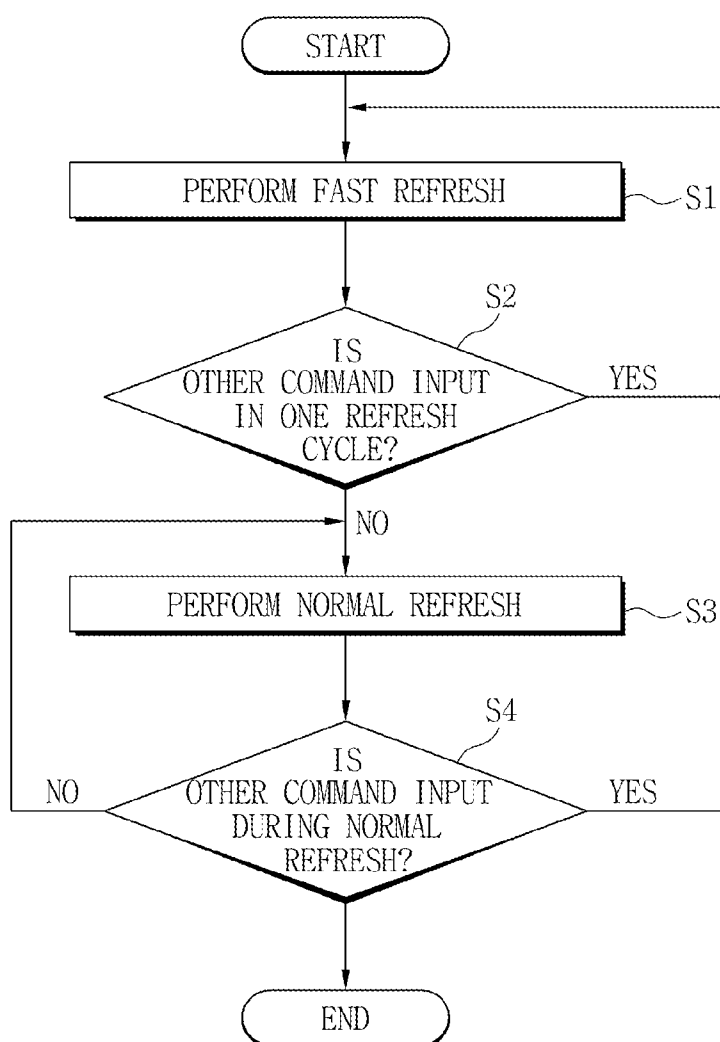 START
PERFORM FAST REFRESH
S1
S2
IS
OTHER COMMAND INPUT
IN ONE REFRESH
CYCLE?
YES
NO
PERFORM NORMAL REFRESH
S3
S4
IS
OTHER COMMAND INPUT
DURING NORMAL
REFRESH?
NO
YES
END